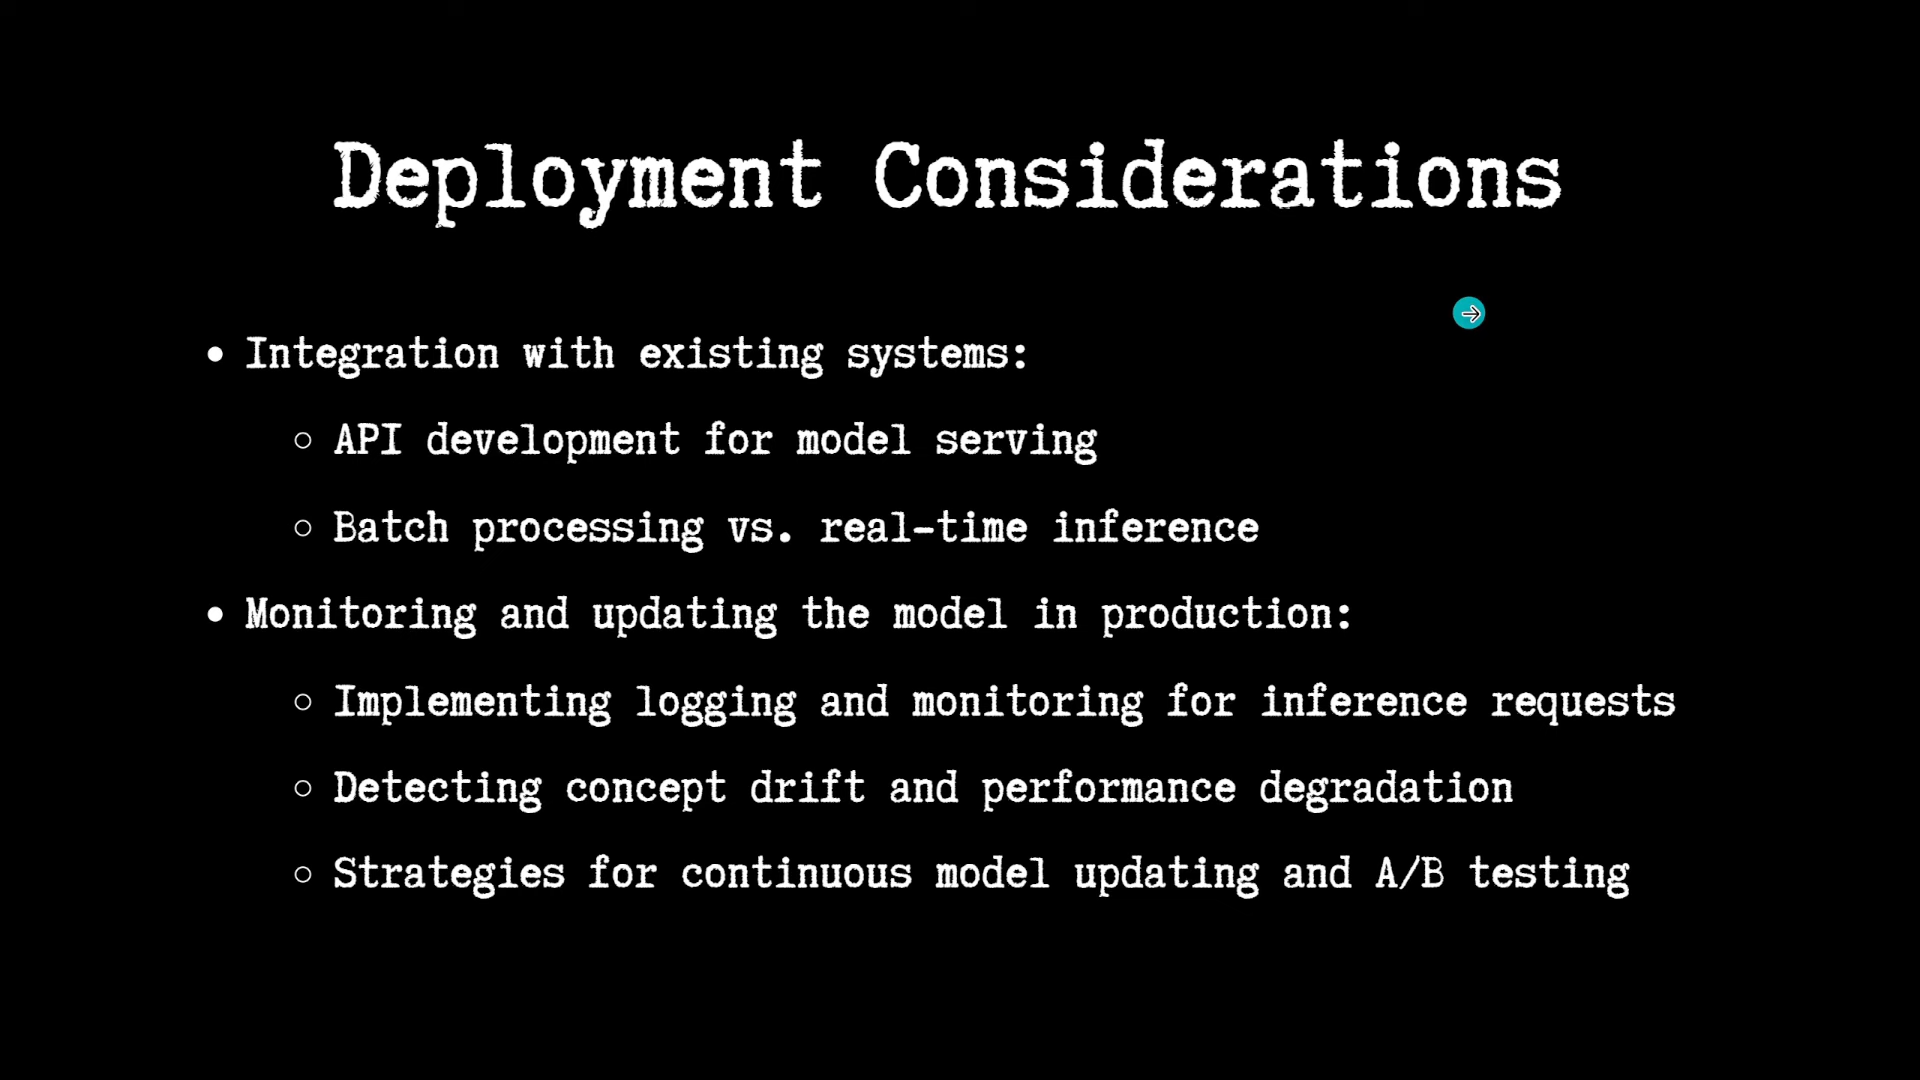 Deployment Considerations
• Integration with existing systems:
○ API development for model serving
○ Batch processing vs. real-time inference
• Monitoring and updating the model in production:
○ Implementing logging and monitoring for inference requests
○ Detecting concept drift and performance degradation
○ Strategies for continuous model updating and A/B testing